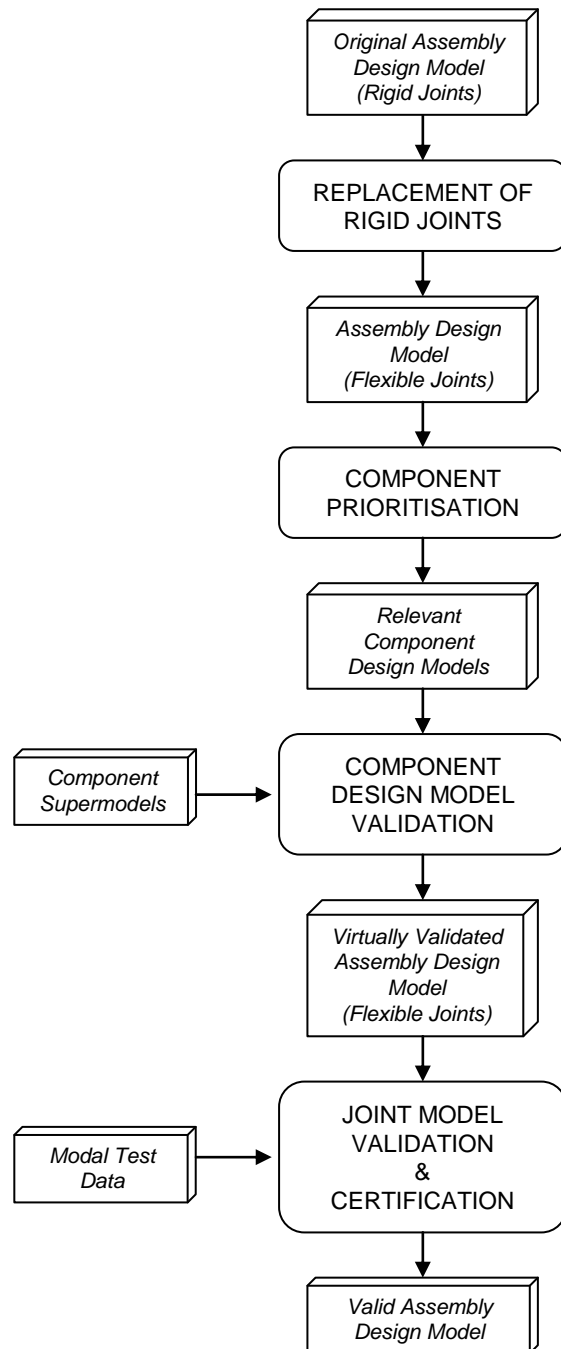 Original Assembly
Design Model
(Rigid Joints)
REPLACEMENT OF
RIGID JOINTS
Assembly Design
Model
(Flexible Joints)
COMPONENT
PRIORITISATION
Relevant
Component
Design Models
Component
Supermodels
COMPONENT
DESIGN MODEL
VALIDATION
Virtually Validated
Assembly Design
Model
(Flexible Joints)
Modal Test
Data
JOINT MODEL
VALIDATION
&
CERTIFICATION
Valid Assembly
Design Model